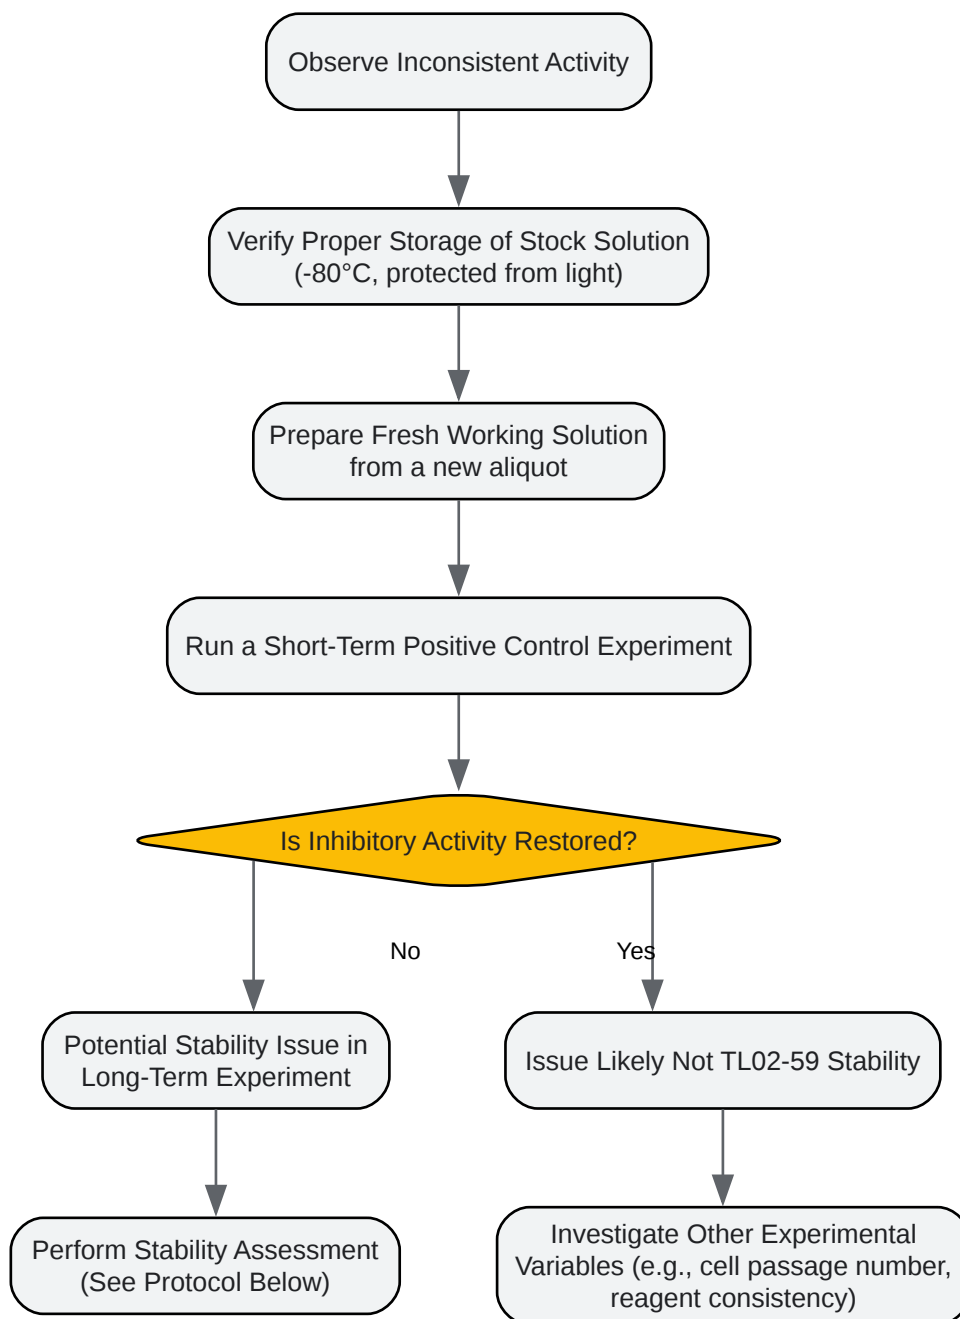 Observe Inconsistent Activity
Verify Proper Storage of Stock Solution
(-80°C, protected from light)
Prepare Fresh Working Solution
from a new aliquot
Run a Short-Term Positive Control Experiment
Is Inhibitory Activity Restored?
No
Yes
Potential Stability Issue in
Long-Term Experiment
Issue Likely Not TL02-59 Stability
Perform Stability Assessment
(See Protocol Below)
Investigate Other Experimental
Variables (e.g., cell passage number,
reagent consistency)